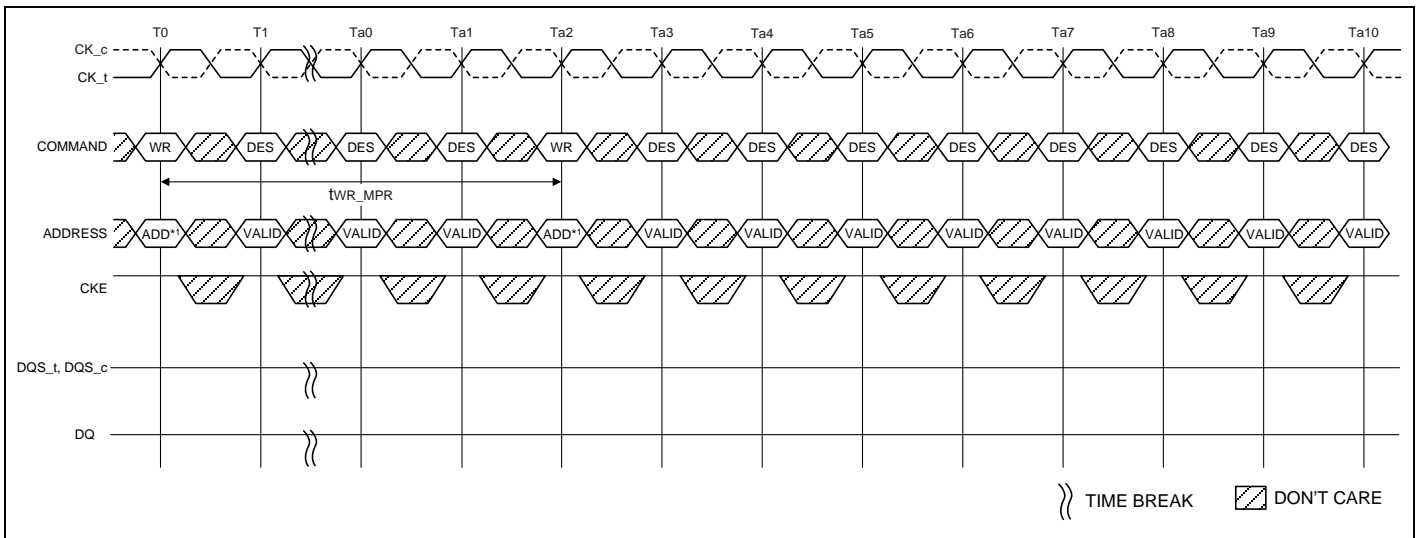 T0 T1 Ta0 Ta1 Ta2 Ta3 Ta4 Ta5 Ta6 Ta7 Ta8 Ta9 Ta10
CK_c
CK_t
COMMAND WR DES DES DES WR DES DES DES DES DES DES DES DES
tWR_MPR
ADDRESS ADD*1 VALID VALID VALID ADD*1 VALID VALID VALID VALID VALID VALID VALID VALID
CKE
DQS_t, DQS_c
DQ
TIME BREAK DON'T CARE